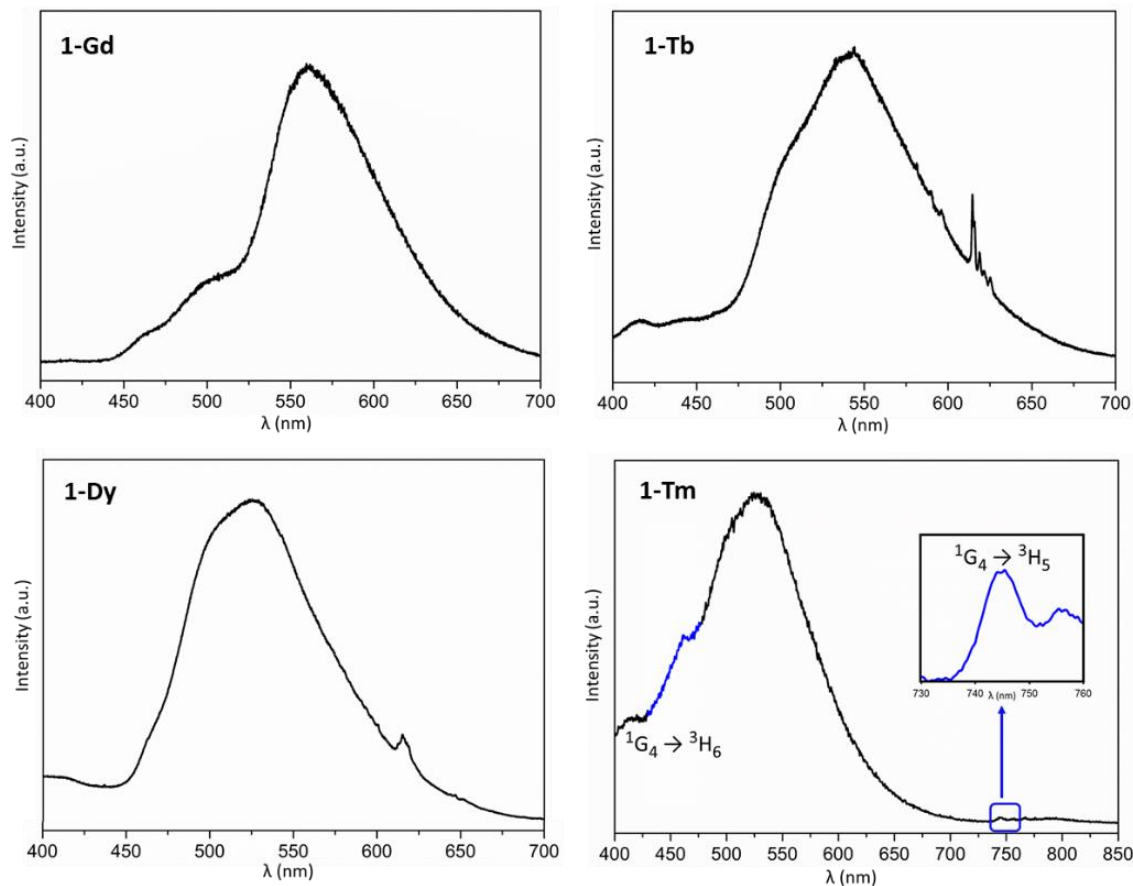 1-Gd
Intensity (a.u.)
400 450 500 550 600 650 700
λ (nm)
1-Tb
Intensity (a.u.)
400 450 500 550 600 650 700
λ (nm)
1-Dy
Intensity (a.u.)
400 450 500 550 600 650 700
λ (nm)
1-Tm
Intensity (a.u.)
¹G₄ → ³H₆
¹G₄ → ³H₅
730 740 750 760
λ (nm)
400 450 500 550 600 650 700 750 800 850
λ (nm)